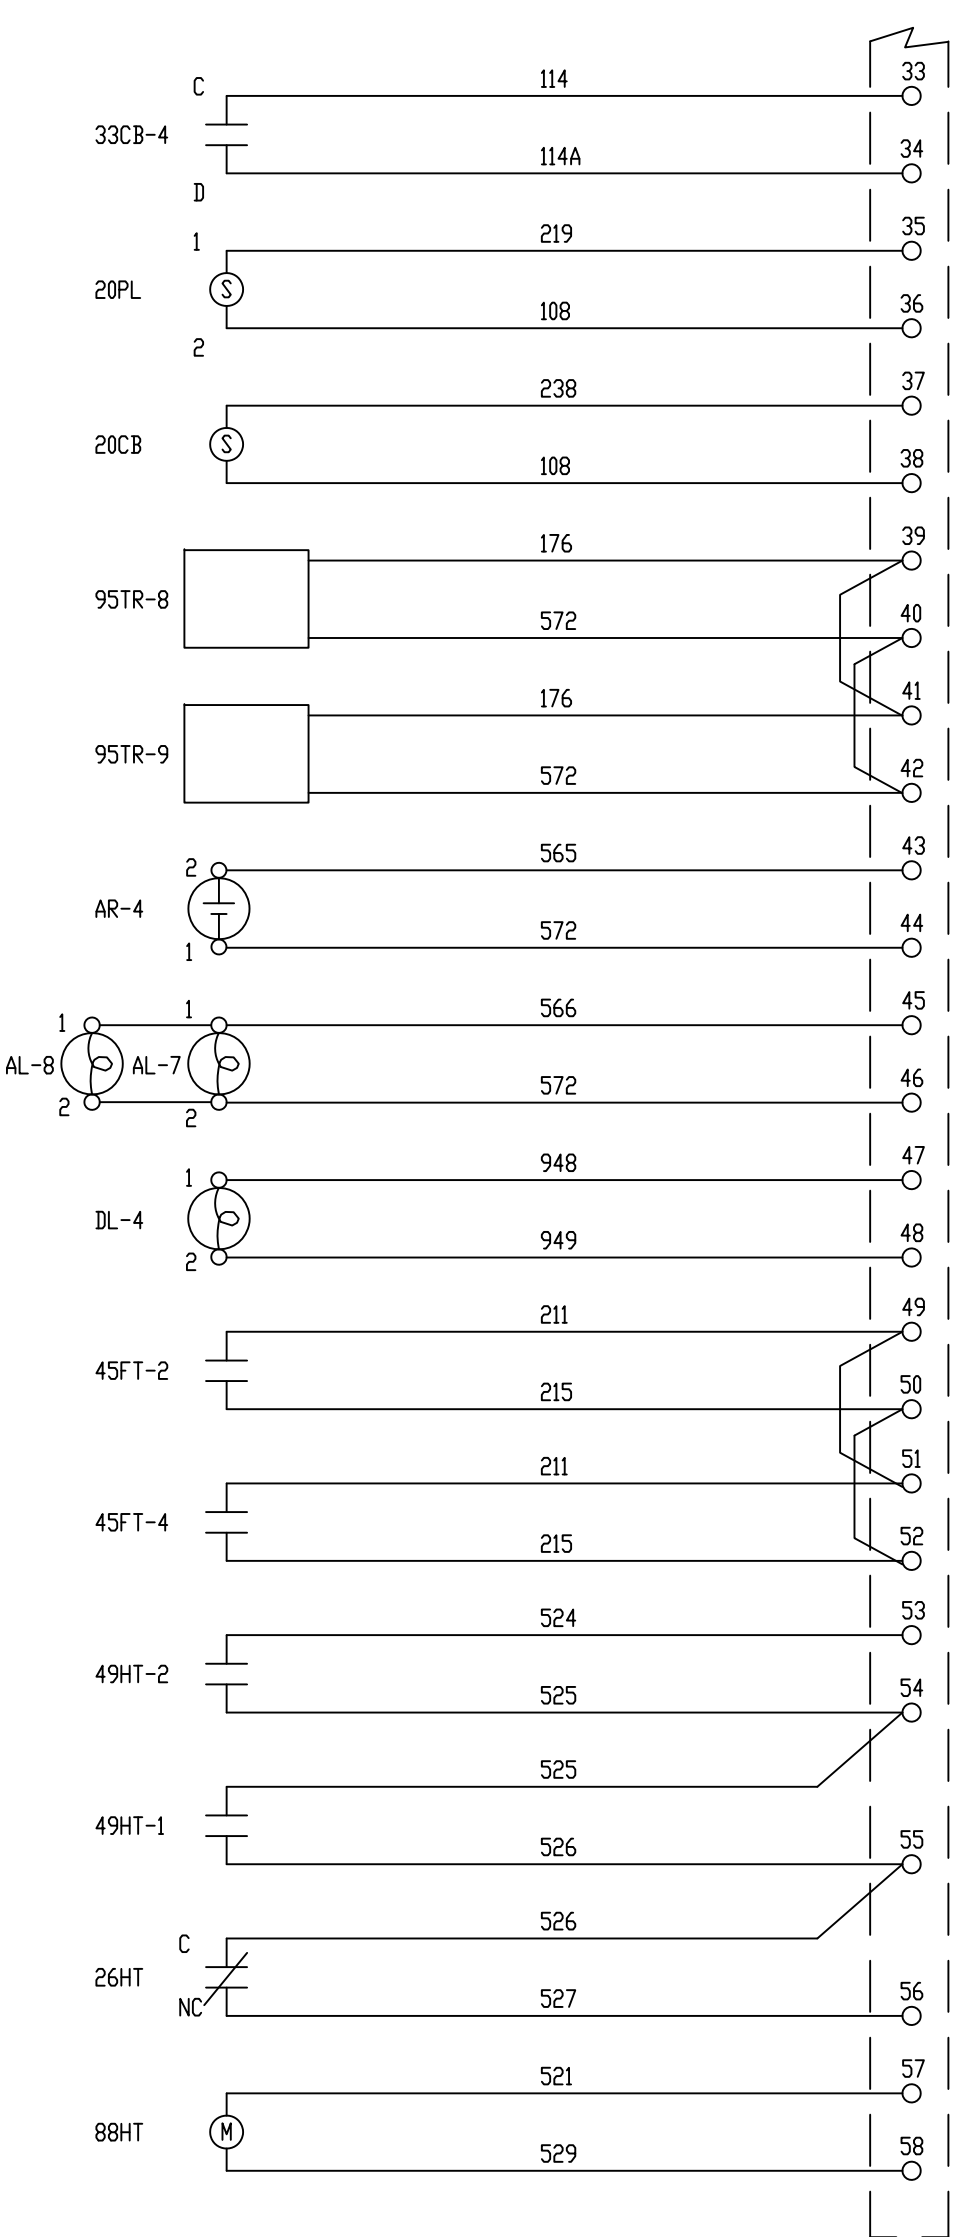 C 114 33
33CB-4
114A 34
D
1 219 35
20PL S
108 36
2
238 37
20CB S
108 38
176 39
95TR-8
572 40
176 41
95TR-9
572 42
2 565 43
AR-4
1 572 44
1 1 566 45
AL-8 AL-7
2 2 572 46
1 948 47
DL-4
2 949 48
211 49
45FT-2
215 50
211 51
45FT-4
215 52
524 53
49HT-2
525 54
525
49HT-1
526 55
526
C
26HT
NC 527 56
521 57
88HT M
529 58